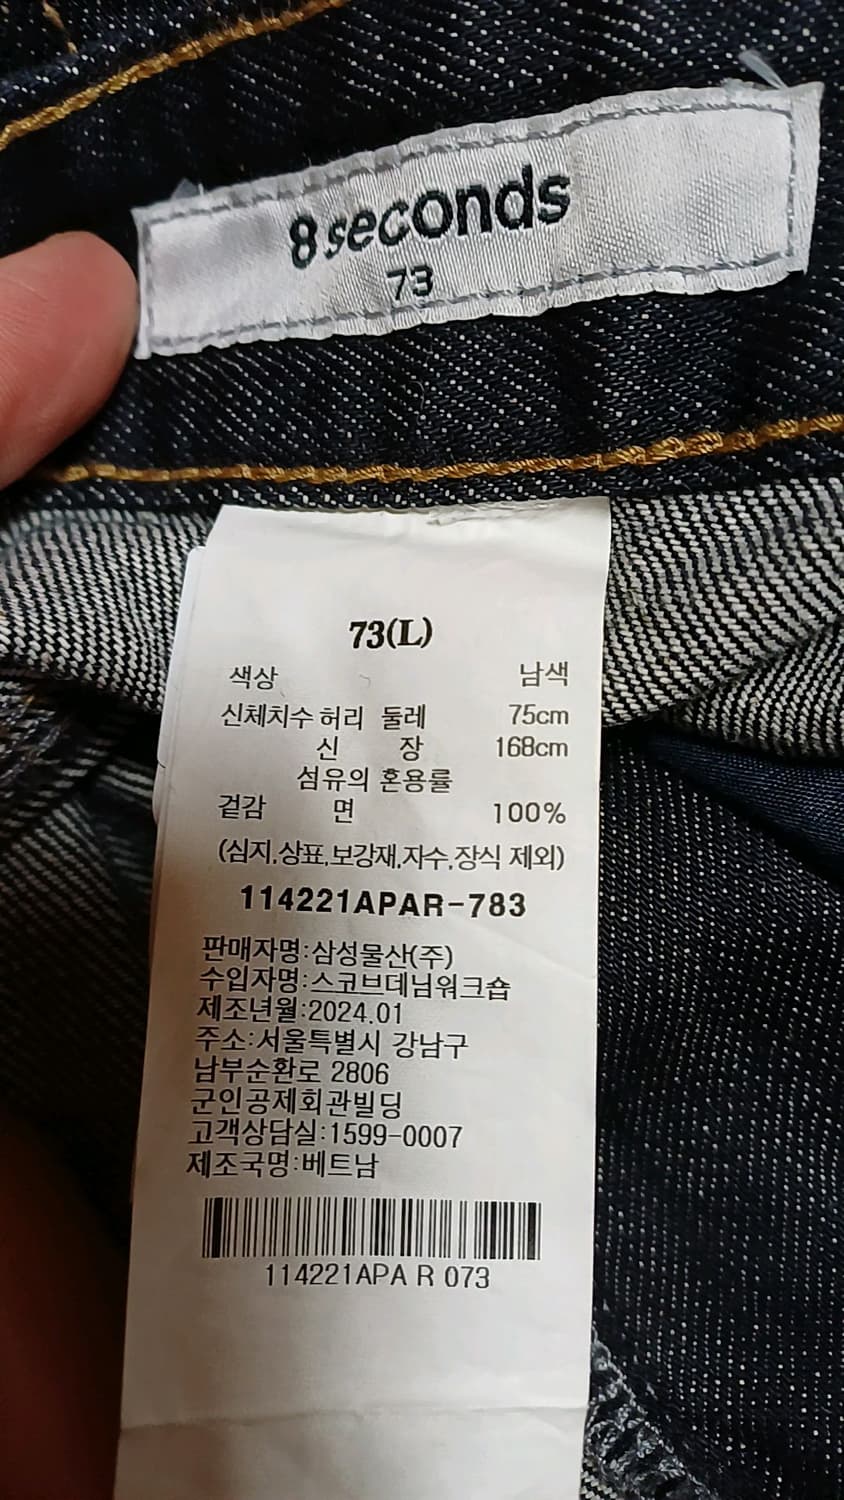 8 seconds
73
73(L)
색상 남색
신체치수 허리 둘레 75cm
신 장 168cm
섬유의 혼용률
겉감 면 100%
(심지,상표,보강재,자수,장식 제외)
114221APAR-783
판매자명:삼성물산(주)
수입자명:스코브데님워크숍
제조년월:2024.01
주소:서울특별시 강남구
남부순환로 2806
군인공제회관빌딩
고객상담실:1599-0007
제조국명:베트남
114221APA R 073